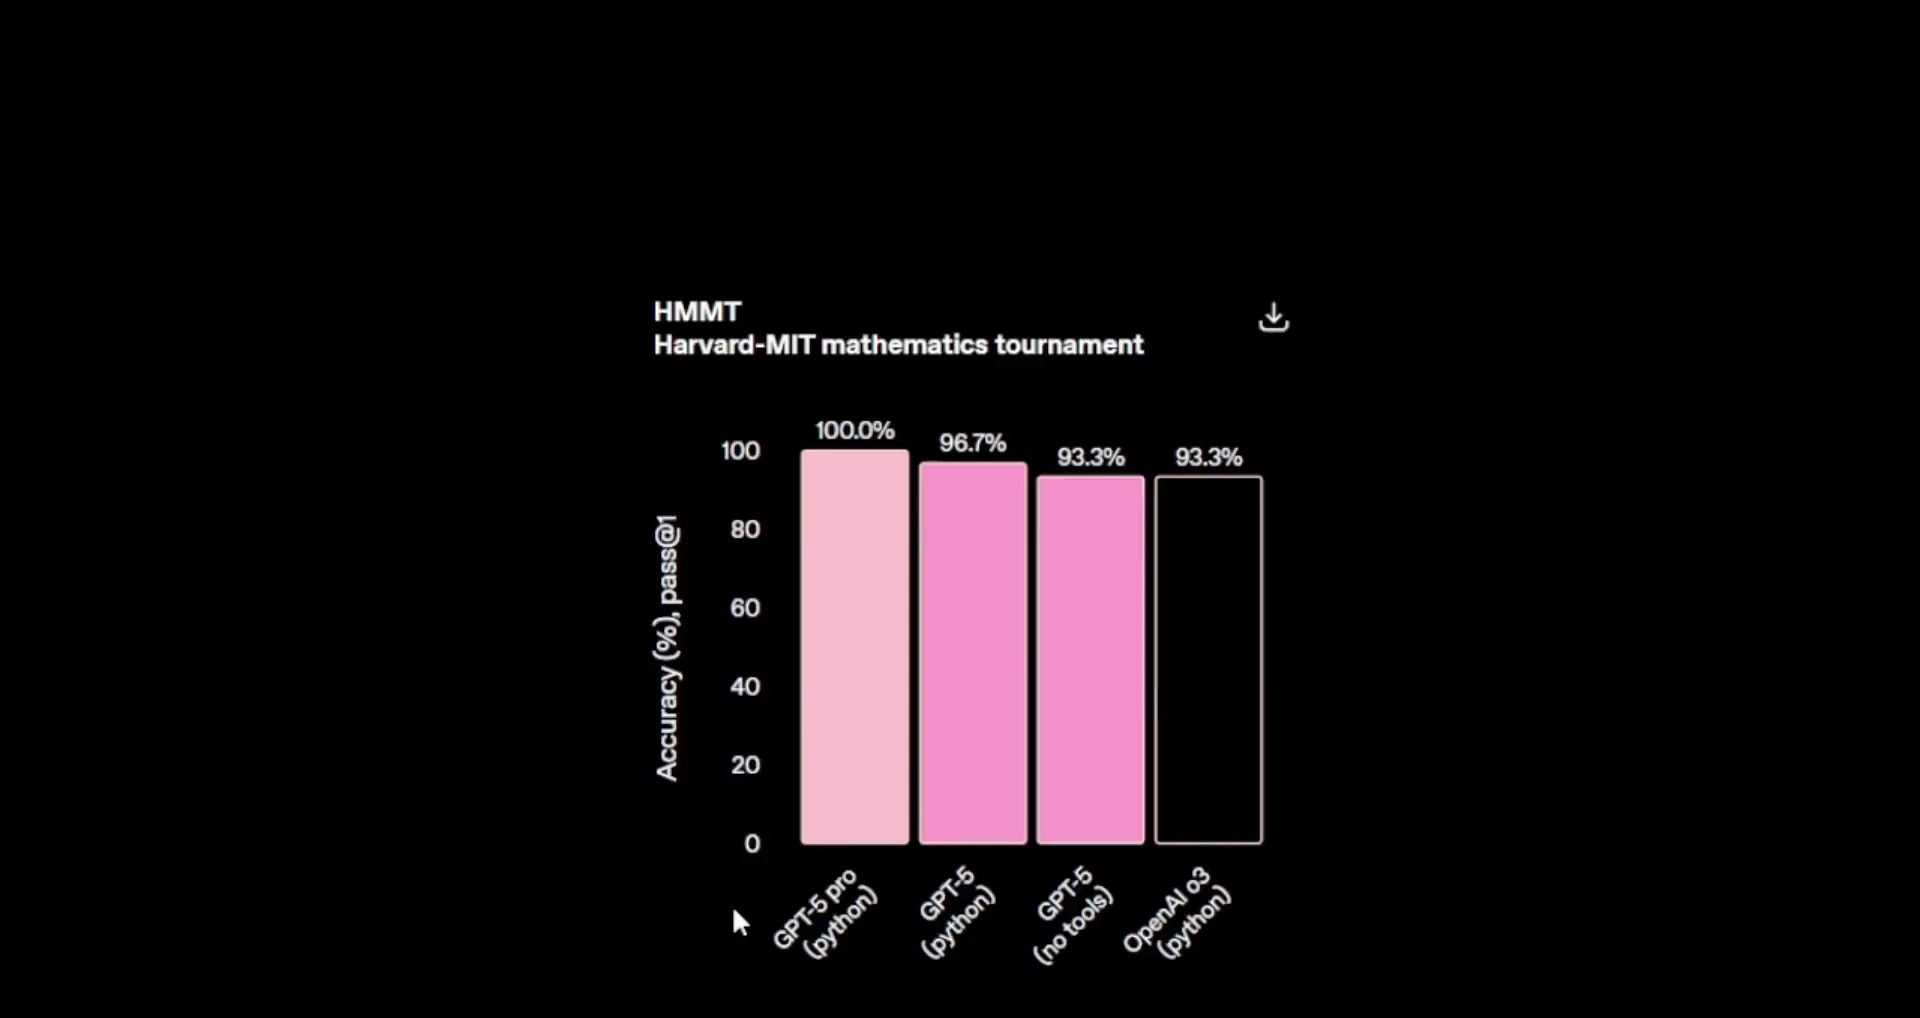 HMMT
Harvard-MIT mathematics tournament
Accuracy (%), pass@1
100
80
60
40
20
0
100.0%
96.7%
93.3%
93.3%
GPT-5 pro
(python)
GPT-5
(python)
GPT-5
(no tools)
OpenAI o3
(python)